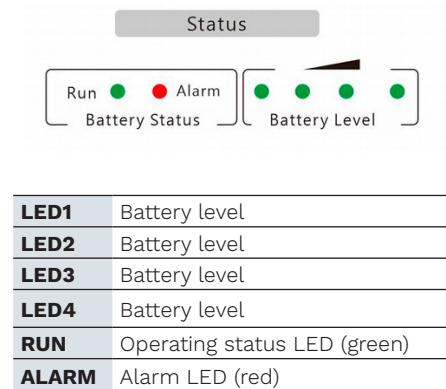 Status
Run Alarm
Battery Status Battery Level
LED1 Battery level
LED2 Battery level
LED3 Battery level
LED4 Battery level
RUN Operating status LED (green)
ALARM Alarm LED (red)